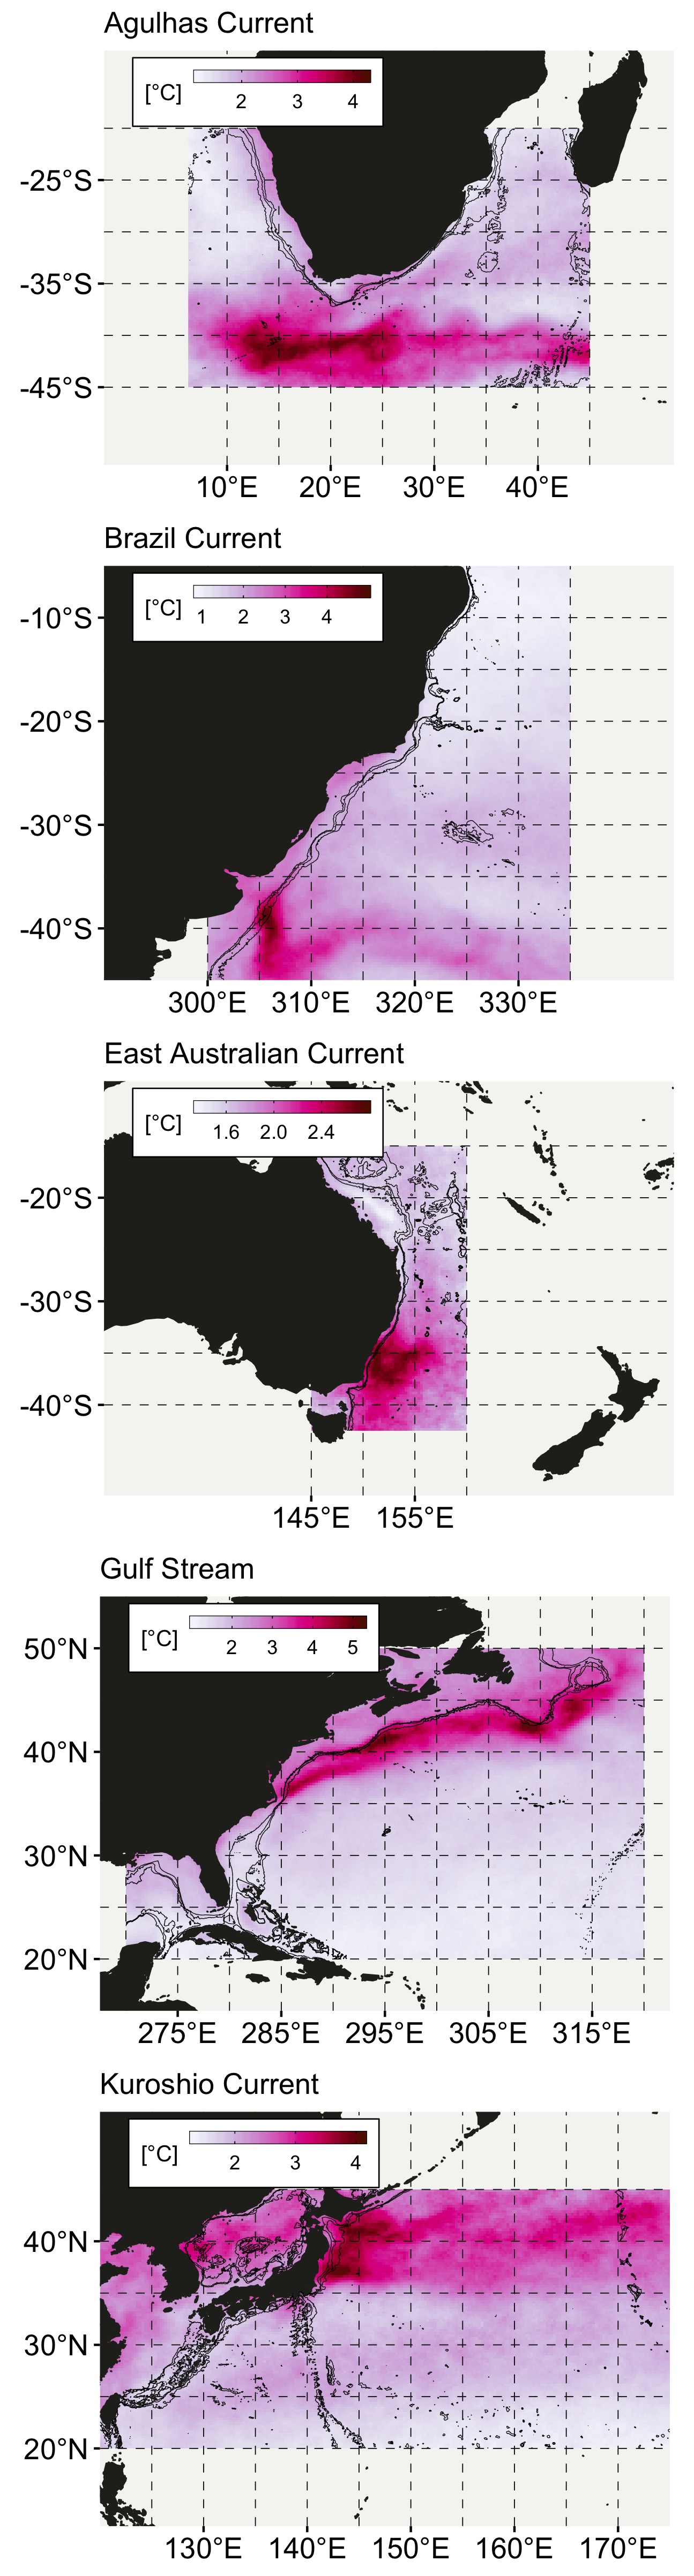 Agulhas Current
[°C]
2 3 4
-25°S
-35°S
-45°S
10°E 20°E 30°E 40°E
Brazil Current
[°C]
1 2 3 4
-10°S
-20°S
-30°S
-40°S
300°E 310°E 320°E 330°E
East Australian Current
[°C]
1.6 2.0 2.4
-20°S
-30°S
-40°S
145°E 155°E
Gulf Stream
[°C]
2 3 4 5
50°N
40°N
30°N
20°N
275°E 285°E 295°E 305°E 315°E
Kuroshio Current
[°C]
2 3 4
40°N
30°N
20°N
130°E 140°E 150°E 160°E 170°E